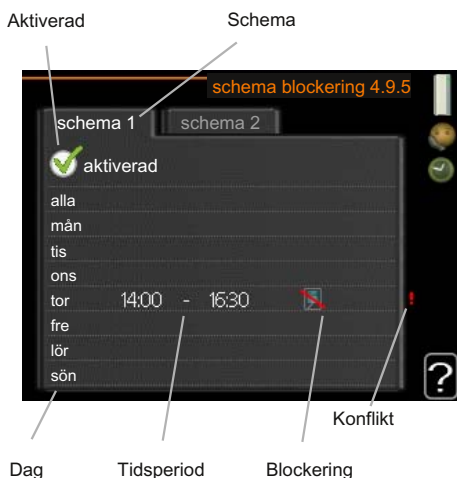 Aktiverad Schema
schema blockering 4.9.5
schema 1 schema 2
aktiverad
alla
mån
tis
ons
tor 14:00 - 16:30 !
fre
lör
sön
?
Konflikt
Dag Tidsperiod Blockering